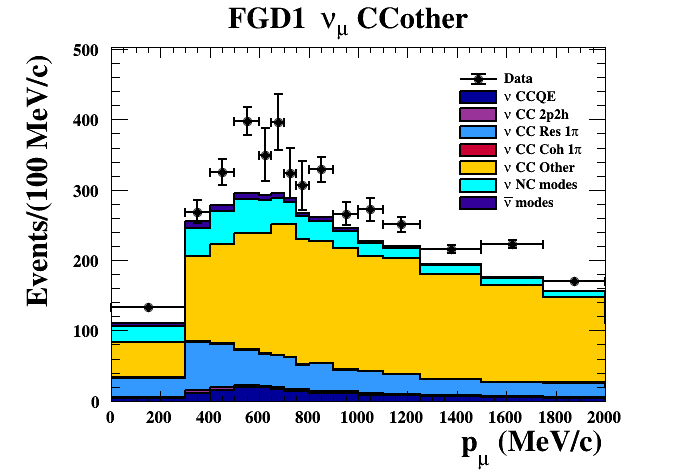 FGD1 ν_μ CCother
Events/(100 MeV/c)
500
400
300
200
100
0
Data
ν CCQE
ν CC 2p2h
ν CC Res 1π
ν CC Coh 1π
ν CC Other
ν NC modes
ν̅ modes
0 200 400 600 800 1000 1200 1400 1600 1800 2000
p_μ (MeV/c)